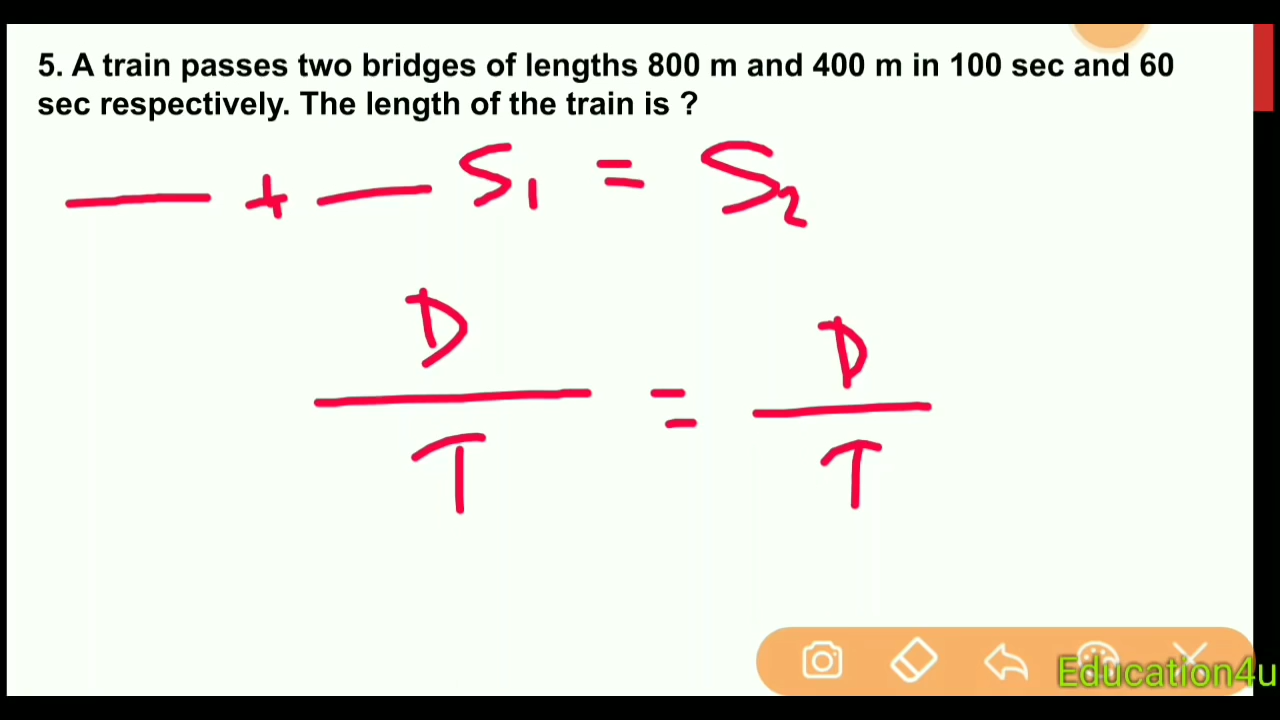 5. A train passes two bridges of lengths 800 m and 400 m in 100 sec and 60
sec respectively. The length of the train is ?
— + — S₁ = S₂
D = D
T T
Education4u